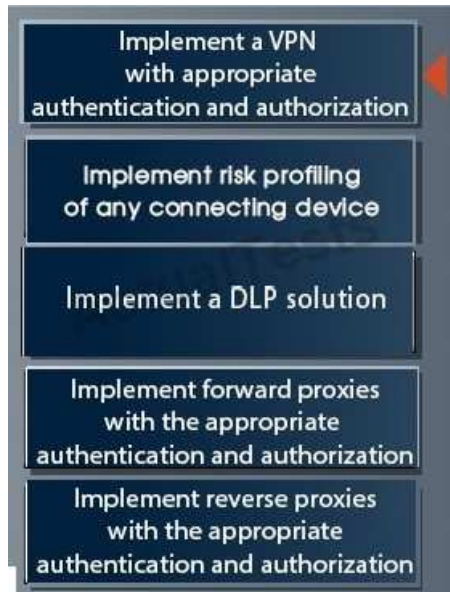 Implement a VPN
with appropriate
authentication and authorization
Implement risk profiling
of any connecting device
Implement a DLP solution
Implement forward proxies
with the appropriate
authentication and authorization
Implement reverse proxies
with the appropriate
authentication and authorization